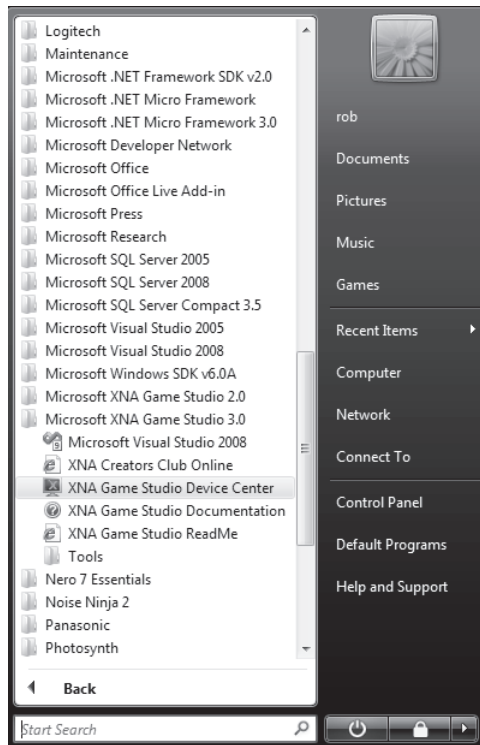 Logitech
Maintenance
Microsoft .NET Framework SDK v2.0
Microsoft .NET Micro Framework
Microsoft .NET Micro Framework 3.0
Microsoft Developer Network
Microsoft Office
Microsoft Office Live Add-in
Microsoft Press
Microsoft Research
Microsoft SQL Server 2005
Microsoft SQL Server 2008
Microsoft SQL Server Compact 3.5
Microsoft Visual Studio 2005
Microsoft Visual Studio 2008
Microsoft Windows SDK v6.0A
Microsoft XNA Game Studio 2.0
Microsoft XNA Game Studio 3.0
Microsoft Visual Studio 2008
XNA Creators Club Online
XNA Game Studio Device Center
XNA Game Studio Documentation
XNA Game Studio ReadMe
Tools
Nero 7 Essentials
Noise Ninja 2
Panasonic
Photosynth
Back
Start Search
rob
Documents
Pictures
Music
Games
Recent Items
Computer
Network
Connect To
Control Panel
Default Programs
Help and Support